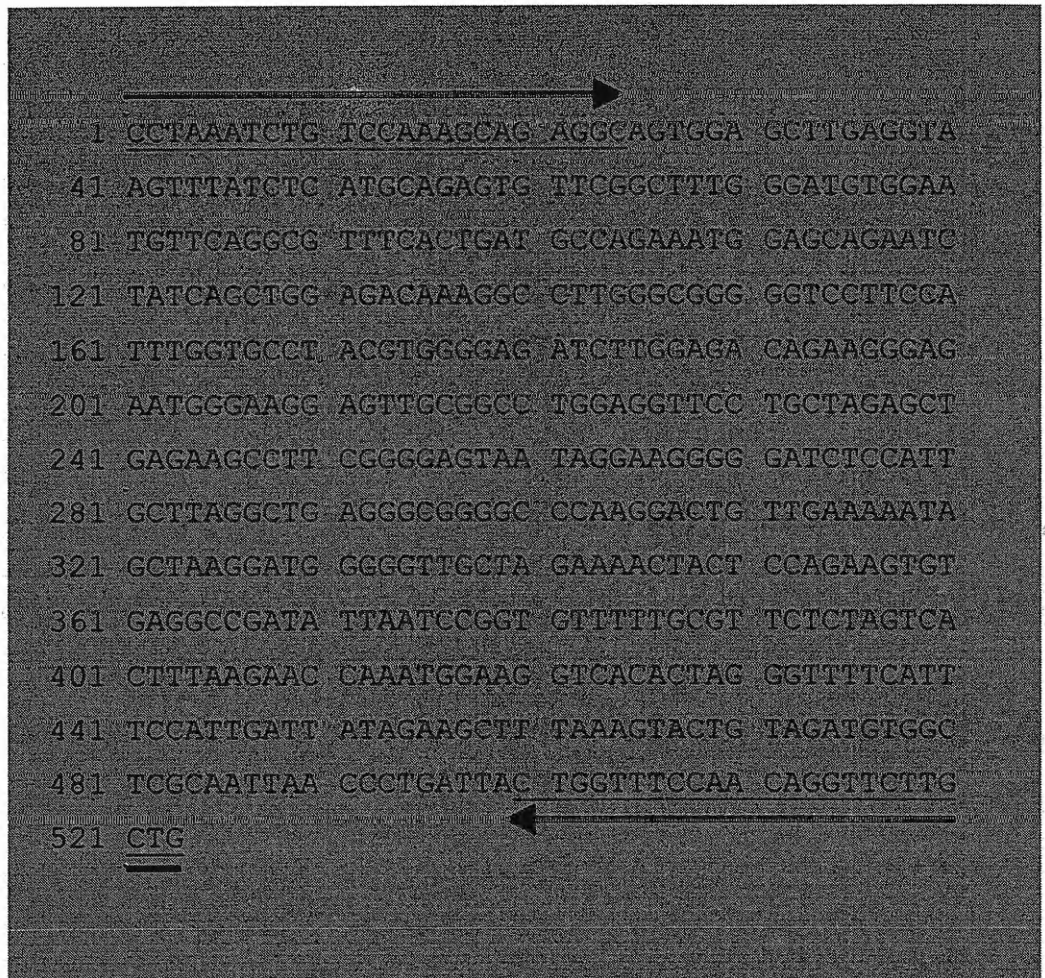 1 CCTAAATCTG TCCAAAGCAG AGGCAGTGGA GCTTGAGGTA
41 AGTTTATCTC ATGCAGAGTG TTCGGCTTTG GGATGTGGAA
81 TGTTCAGGCG TTTCACTGAT GCCAGAAATG GAGCAGAATC
121 TATCAGCTGG AGACAAAGGC CTTGGGCGGG GGTCCTTCGA
161 TTTGGTGCCT ACGTGGGGAG ATCTTGGAGA CAGAAGGGAG
201 AATGGGAAGG AGTTGCGGCC TGGAGGTTCC TGCTAGAGCT
241 GAGAAGCCTT CGGGGAGTAA TAGGAAGGGG GATCTCCATT
281 GCTTAGGCTG AGGGCGGGGC CCAAGGACTG TTGAAAAATA
321 GCTAAGGATG GGGGTTGCTA GAAAACTACT CCAGAAGTGT
361 GAGGCCGATA TTAATCCGGT GTTTTTGCGT TCTCTAGTCA
401 CTTTAAGAAC CAAATGGAAG GTCACACTAG GGTTTTCATT
441 TCCATTGATT ATAGAAGCTT TAAAGTACTG TAGATGTGGC
481 TCGCAATTAA CCCTGATTAC TGGTTTCCAA CAGGTTCTTG
521 CTG